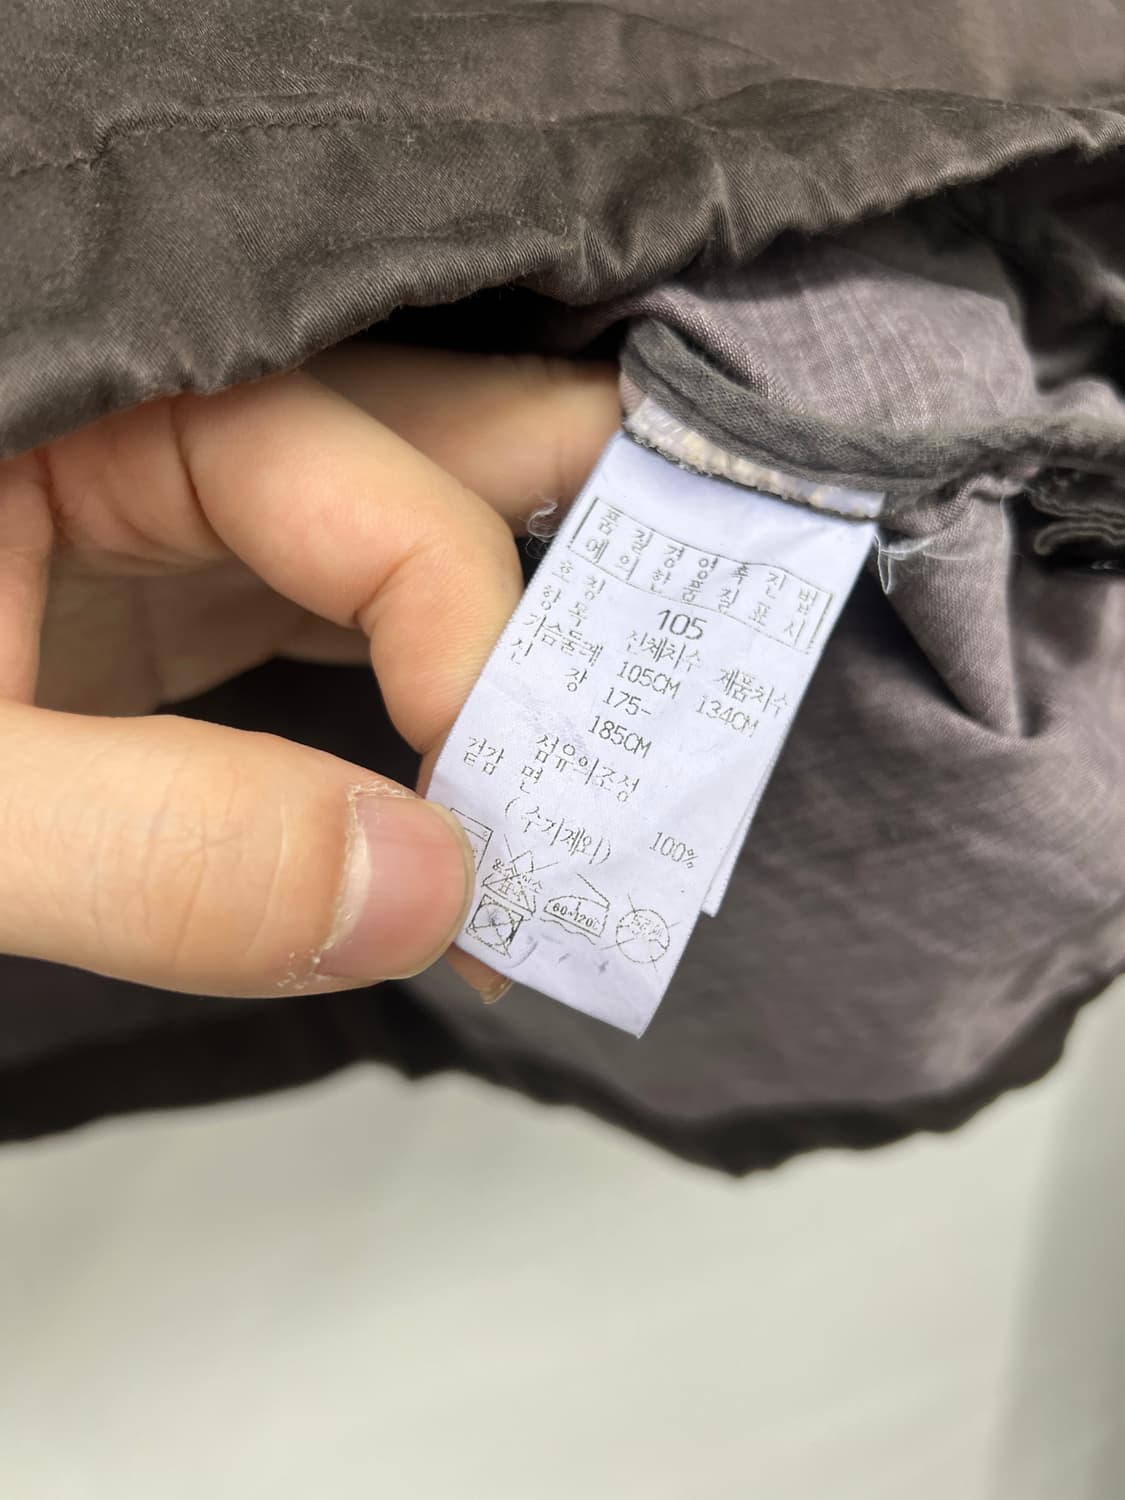 품질경영촉진법
에의한품질표시
호칭 105
항목 신체치수 제품치수
가슴둘레 105CM 134CM
신장 175-
185CM
섬유의조성
겉감 면
(수지제외) 100%
60~120℃